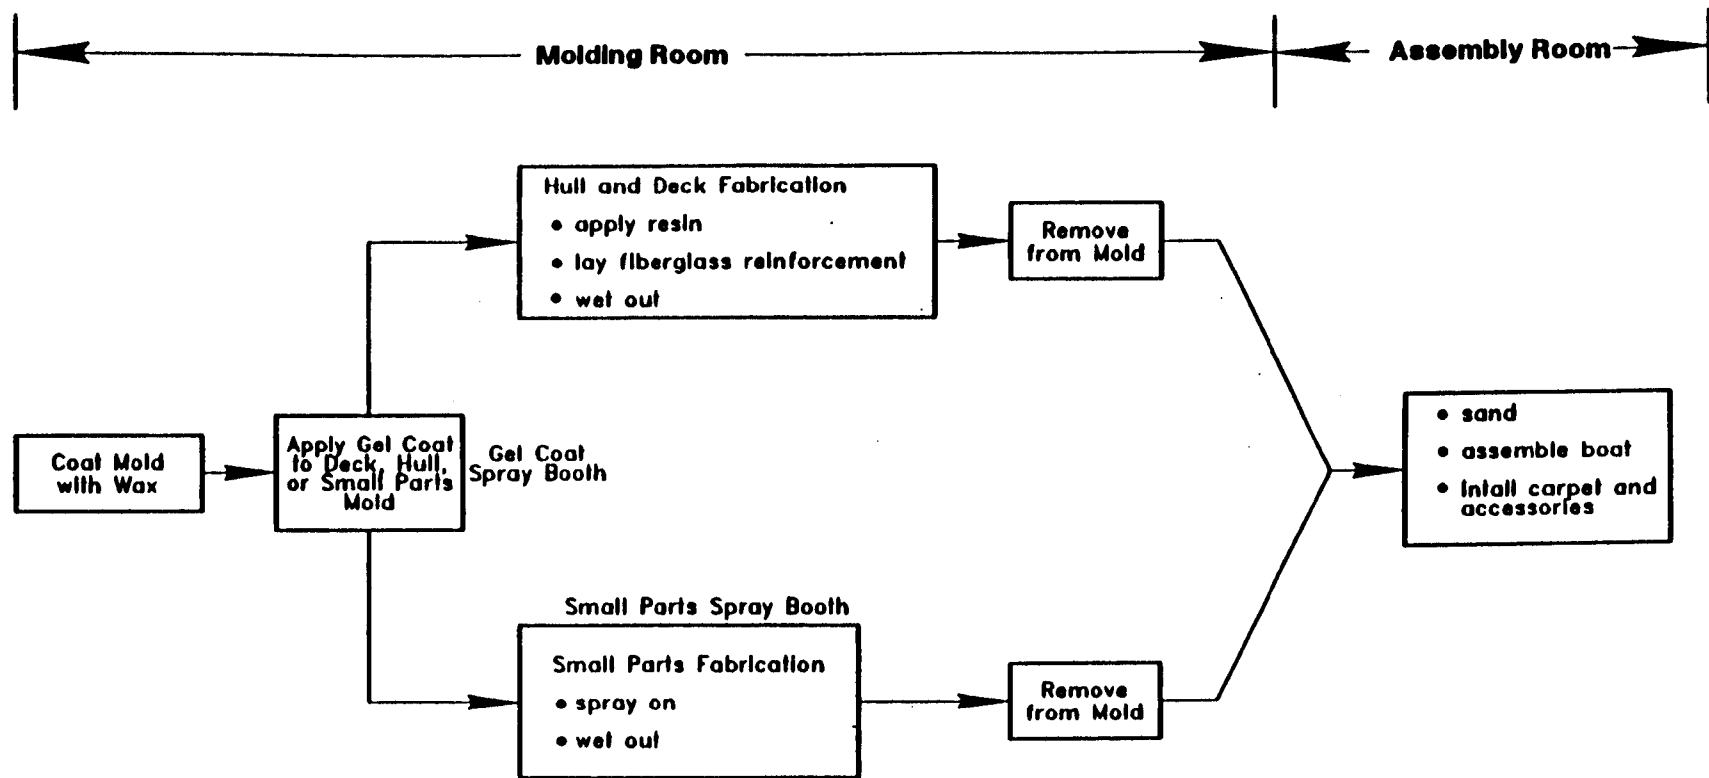 Molding Room
Assembly Room
Hull and Deck Fabrication
• apply resin
• lay fiberglass reinforcement
• wet out
Remove
from Mold
Coat Mold
with Wax
Apply Gel Coat
to Deck, Hull,
or Small Parts
Mold
Gel Coat
Spray Booth
• sand
• assemble boat
• Intall carpet and
accessories
Small Parts Spray Booth
Small Parts Fabrication
• spray on
• wet out
Remove
from Mold